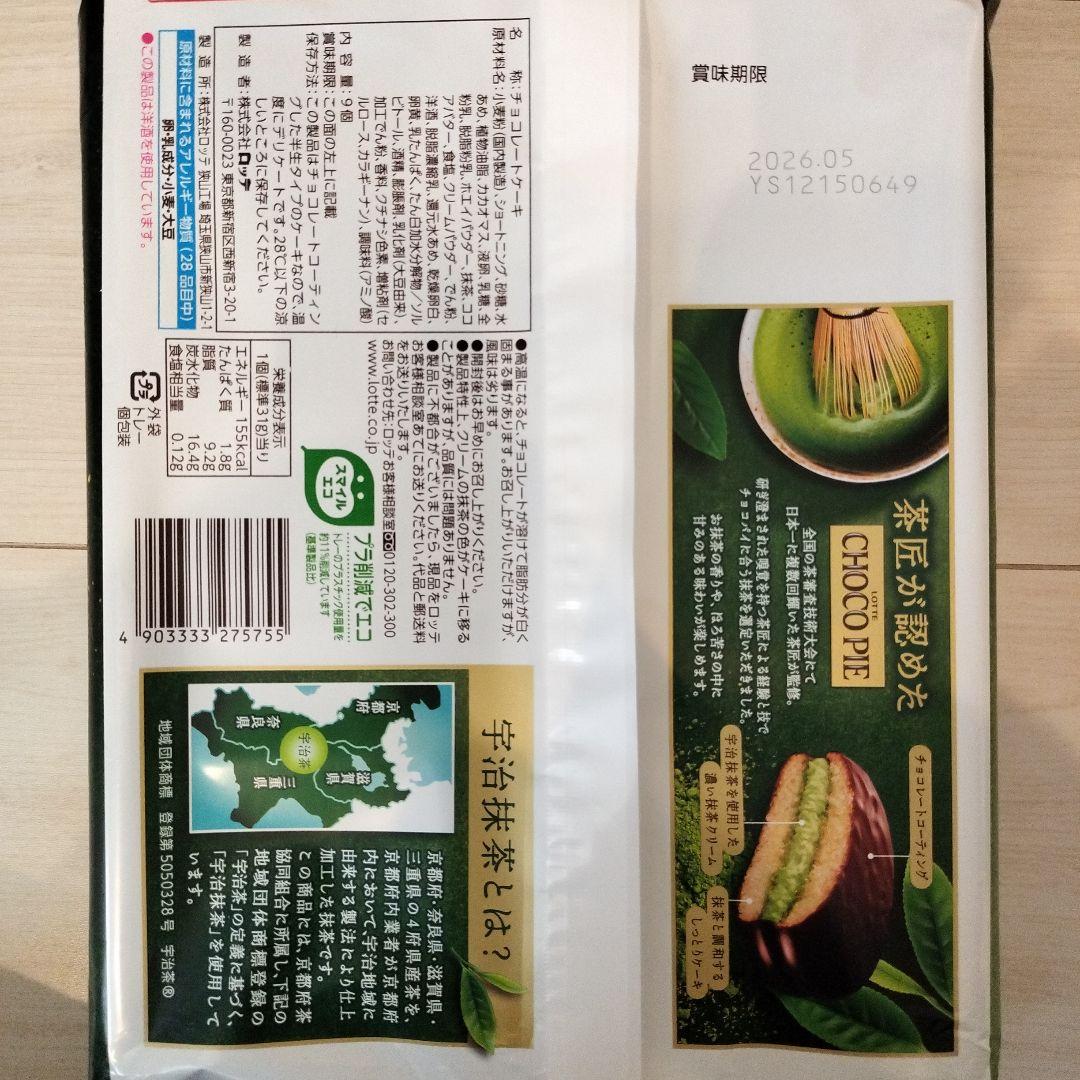 賞味期限
2026.05
YS12150649
名　称：チョコレートケーキ
原材料名：小麦粉(国内製造)、ショートニング、砂糖、水
あめ、植物油脂、カカオマス、液卵、乳糖、全
粉乳、脱脂粉乳、ホエイパウダー、抹茶、ココ
アバター、食塩、クリームパウダー、でん粉、
洋酒、脱脂濃縮乳、還元水あめ、乾燥卵白、
卵黄、乳たんぱく、たん白加水分解物／ソル
ビトール、酒精、膨脹剤、乳化剤(大豆由来)、
加工でん粉、香料、クチナシ色素、増粘剤(セ
ルロース、カラギーナン)、調味料(アミノ酸)
内 容 量：9個
賞味期限：この面の左上に記載
保存方法：この製品はチョコレートコーティン
グした半生タイプのケーキなので、温
度にデリケートです。28℃以下の涼
しいところに保存してください。
製 造 者：株式会社ロッテ
〒160-0023 東京都新宿区西新宿3-20-1
製 造 所：株式会社ロッテ 狭山工場 埼玉県狭山市新狭山1-2-1
原材料に含まれるアレルギー物質(28品目中)
卵・乳成分・小麦・大豆
●この製品は洋酒を使用しています。
●高温になると、チョコレートが溶けて脂肪分が白く
固まる事があります。お召し上がりいただけますが、
風味は劣ります。
●開封後はお早めにお召し上がりください。
●製品特性上、クリームの抹茶の色がケーキに移る
ことがありますが、品質には問題ありません。
●製品に不都合がございましたら、現品をロッテ
お客様相談室あてにお送りください。代品と郵送料
をお送りいたします。
お問い合わせ先：ロッテお客様相談室 0120-302-300
www.lotte.co.jp
栄養成分表示
1個(標準31g)当り
エネルギー 155kcal
たんぱく質 1.8g
脂質 9.2g
炭水化物 16.4g
食塩相当量 0.12g
プラ
外袋
トレー
個包装
スマイル
エコ
プラ削減でエコ
トレーのプラスチック使用量を
約11%削減しています
(基準製品比)
4 903333 275755
茶匠が認めた
LOTTE
CHOCO PIE
全国の茶審査技術大会にて
日本一に複数回輝いた茶匠が監修。
研ぎ澄まされた嗅覚を持つ茶匠による経験と技で
チョコパイに合う抹茶を選定いただきました。
お抹茶の香りや、ほろ苦さの中に
甘みのある味わいが楽しめます。
チョコレートコーティング
宇治抹茶を使用した
濃い抹茶クリーム
抹茶と調和する
しっとりケーキ
宇治抹茶とは?
京都府・奈良県・滋賀県・
三重県の4府県産茶を、
京都府内業者が京都府
内において、宇治地域に
由来する製法により仕上
加工した抹茶です。
この商品には、京都府茶
協同組合に所属し、下記の
地域団体商標登録の
「宇治茶」の定義に基づく、
「宇治抹茶」を使用して
います。
京都府
滋賀県
宇治茶
奈良県
三重県
地域団体商標 登録第5050328号 宇治茶®